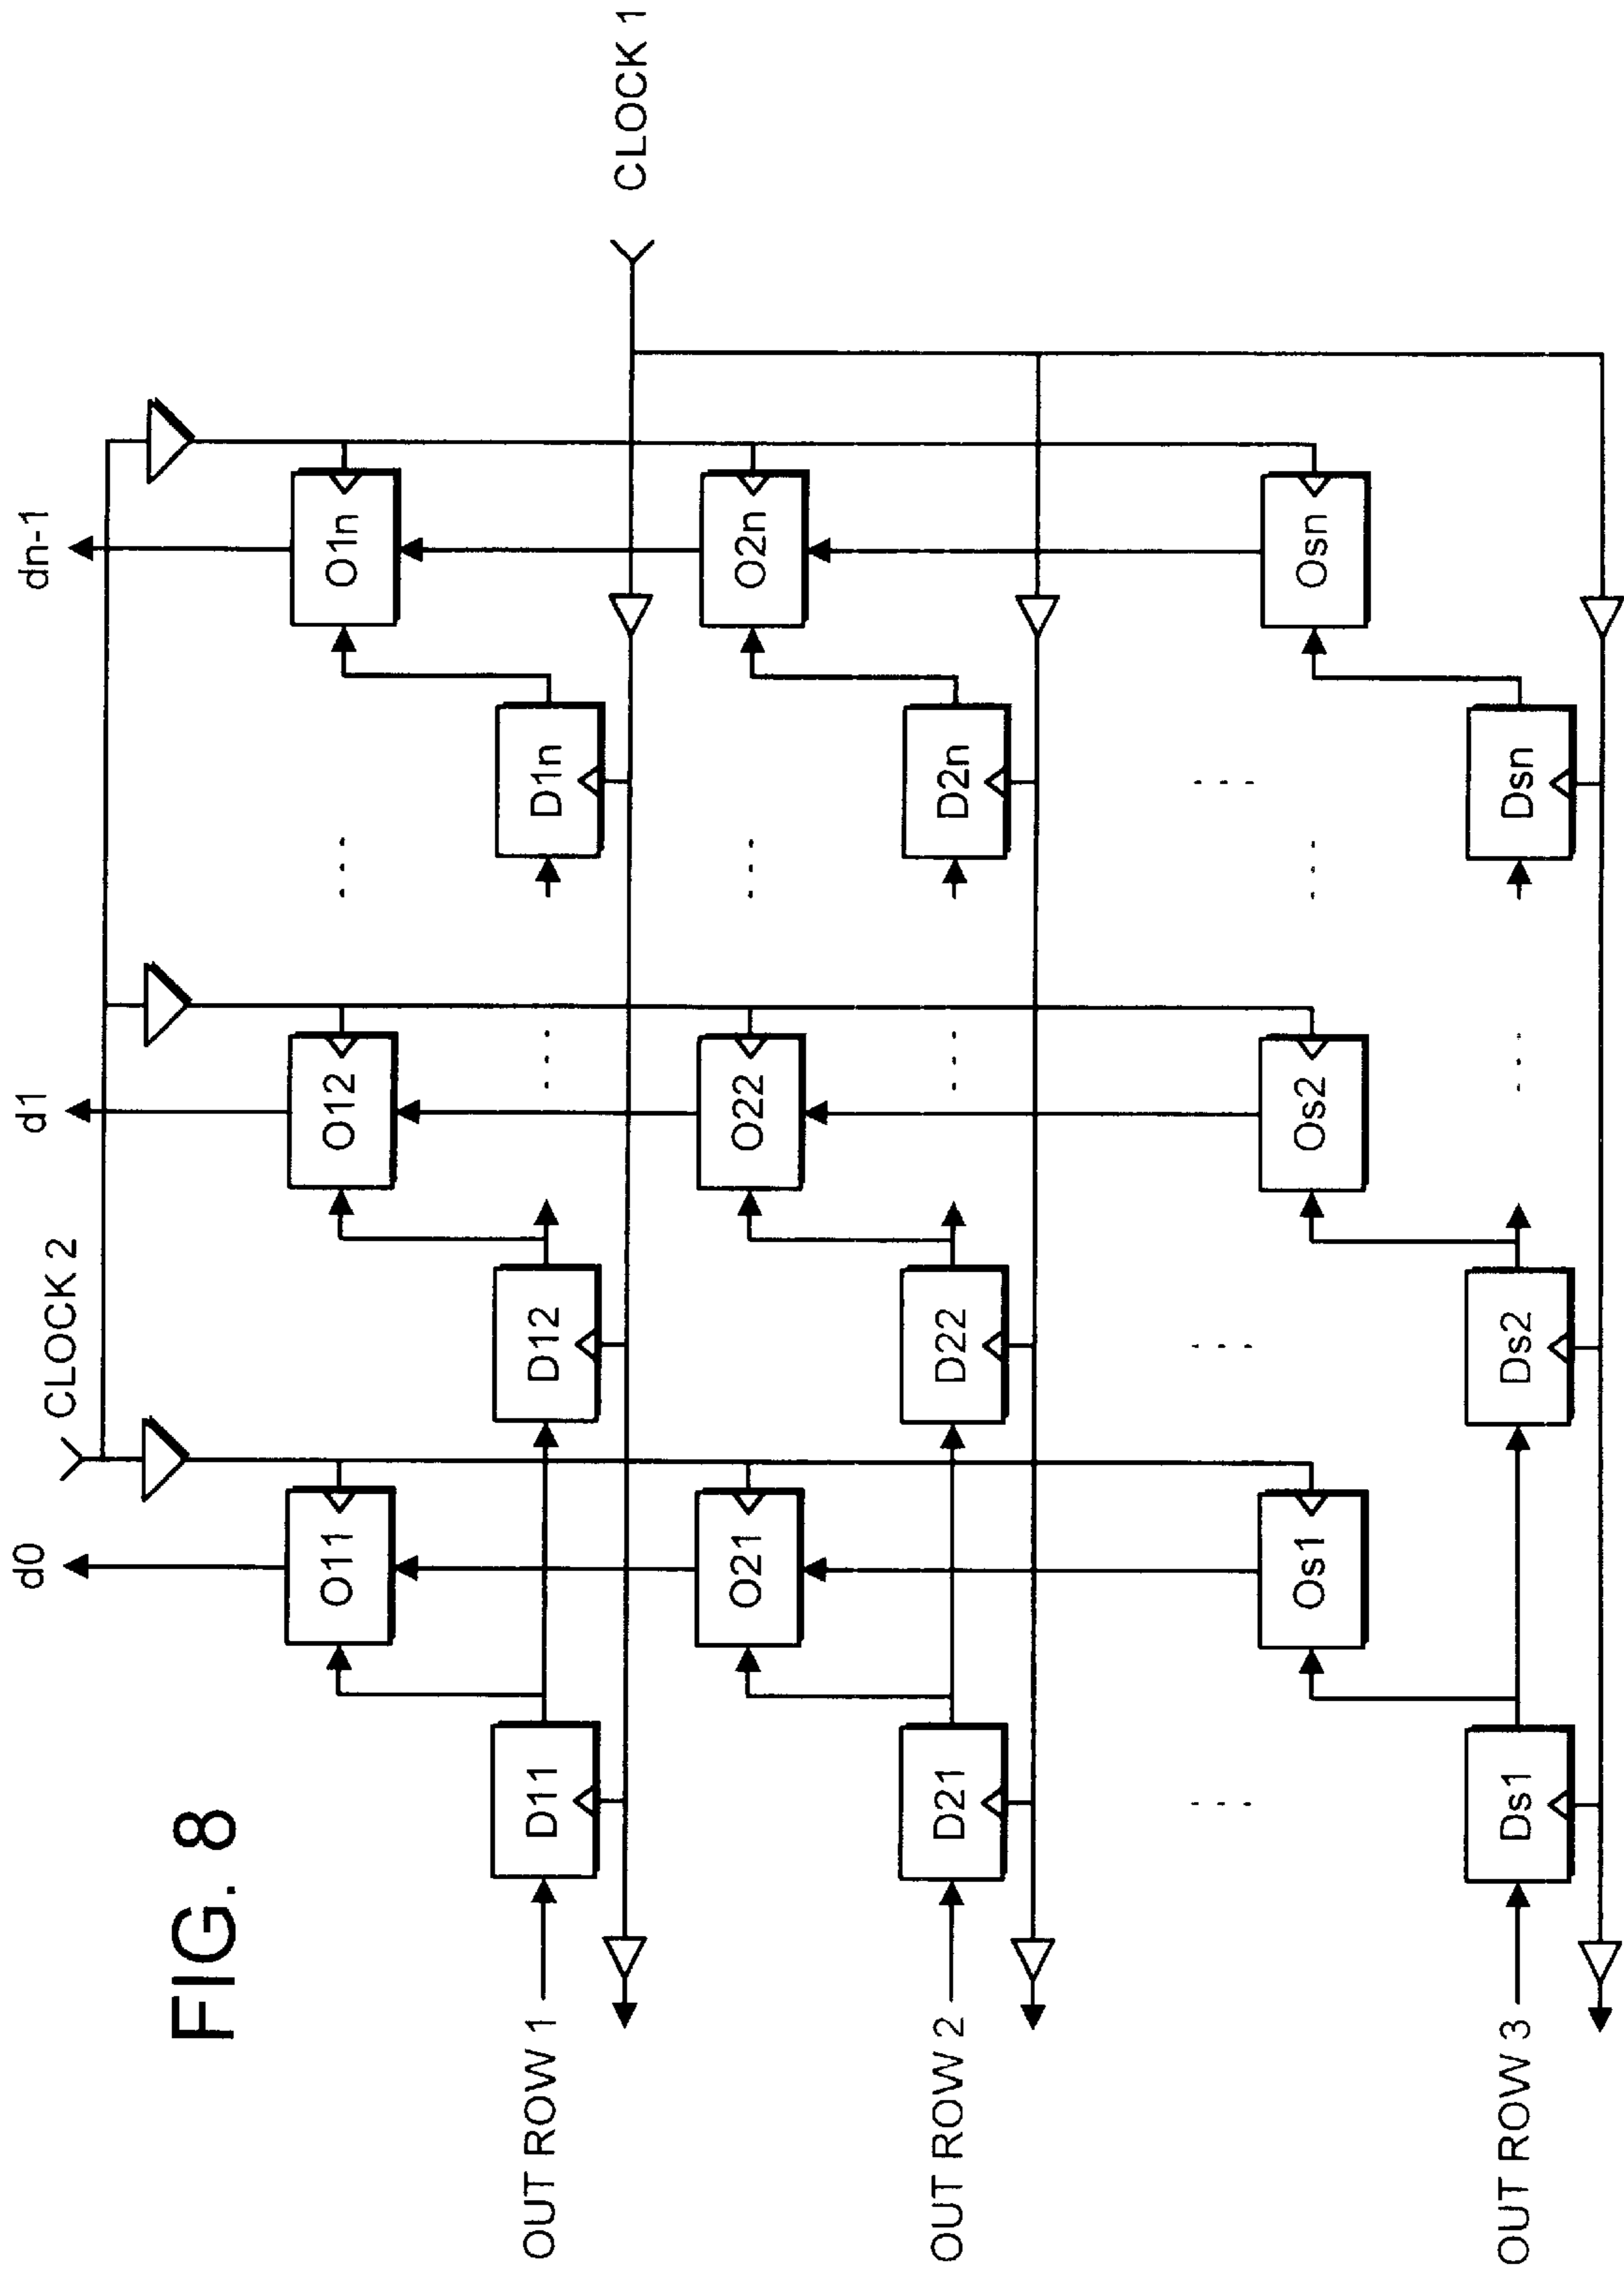 FIG. 8
d0
CLOCK 2
d1
dn-1
O11
O12
O1n
...
OUT ROW 1
D11
D12
...
D1n
CLOCK 1
O21
O22
...
O2n
OUT ROW 2
D21
D22
...
D2n
...
...
...
Os1
Os2
...
Osn
OUT ROW 3
Ds1
Ds2
...
Dsn